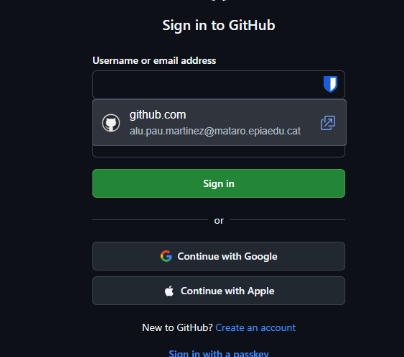 Sign in to GitHub
Username or email address
github.com
alu.pau.martinez@mataro.epiaedu.cat
Sign in
or
Continue with Google
Continue with Apple
New to GitHub? Create an account
Sign in with a passkey